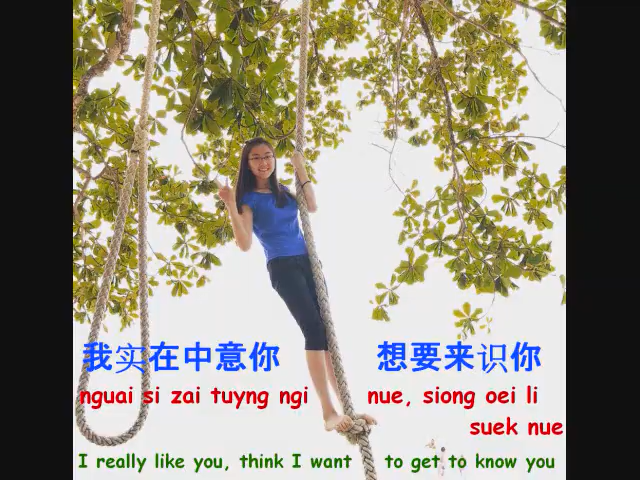 我实在中意你 想要来识你
nguai si zai tuyng ngi nue, siong oei li
suek nue
I really like you, think I want to get to know you